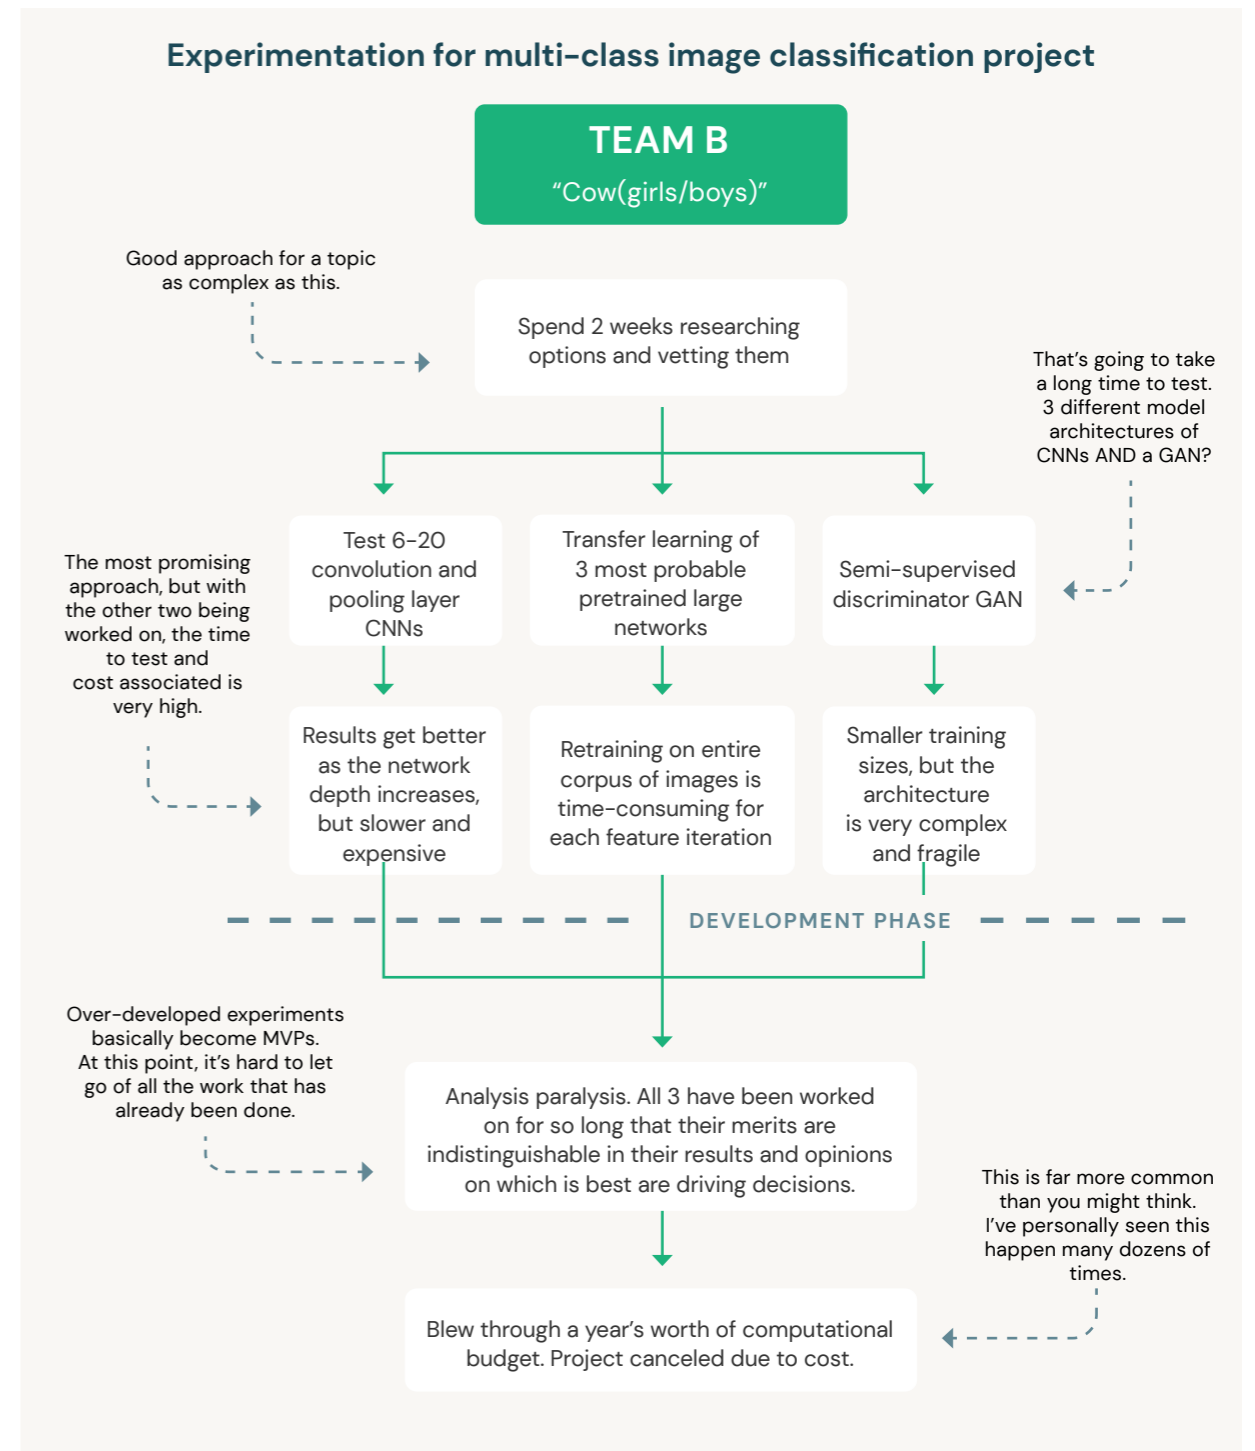 Experimentation for multi-class image classification project
TEAM B
“Cow(girls/boys)”
Good approach for a topic
as complex as this.
Spend 2 weeks researching
options and vetting them
That’s going to take
a long time to test.
3 different model
architectures of
CNNs AND a GAN?
Test 6-20
convolution and
pooling layer
CNNs
Transfer learning of
3 most probable
pretrained large
networks
Semi-supervised
discriminator GAN
The most promising
approach, but with
the other two being
worked on, the time
to test and
cost associated is
very high.
Results get better
as the network
depth increases,
but slower and
expensive
Retraining on entire
corpus of images is
time-consuming for
each feature iteration
Smaller training
sizes, but the
architecture
is very complex
and fragile
DEVELOPMENT PHASE
Over-developed experiments
basically become MVPs.
At this point, it’s hard to let
go of all the work that has
already been done.
Analysis paralysis. All 3 have been worked
on for so long that their merits are
indistinguishable in their results and opinions
on which is best are driving decisions.
This is far more common
than you might think.
I’ve personally seen this
happen many dozens of
times.
Blew through a year’s worth of computational
budget. Project canceled due to cost.